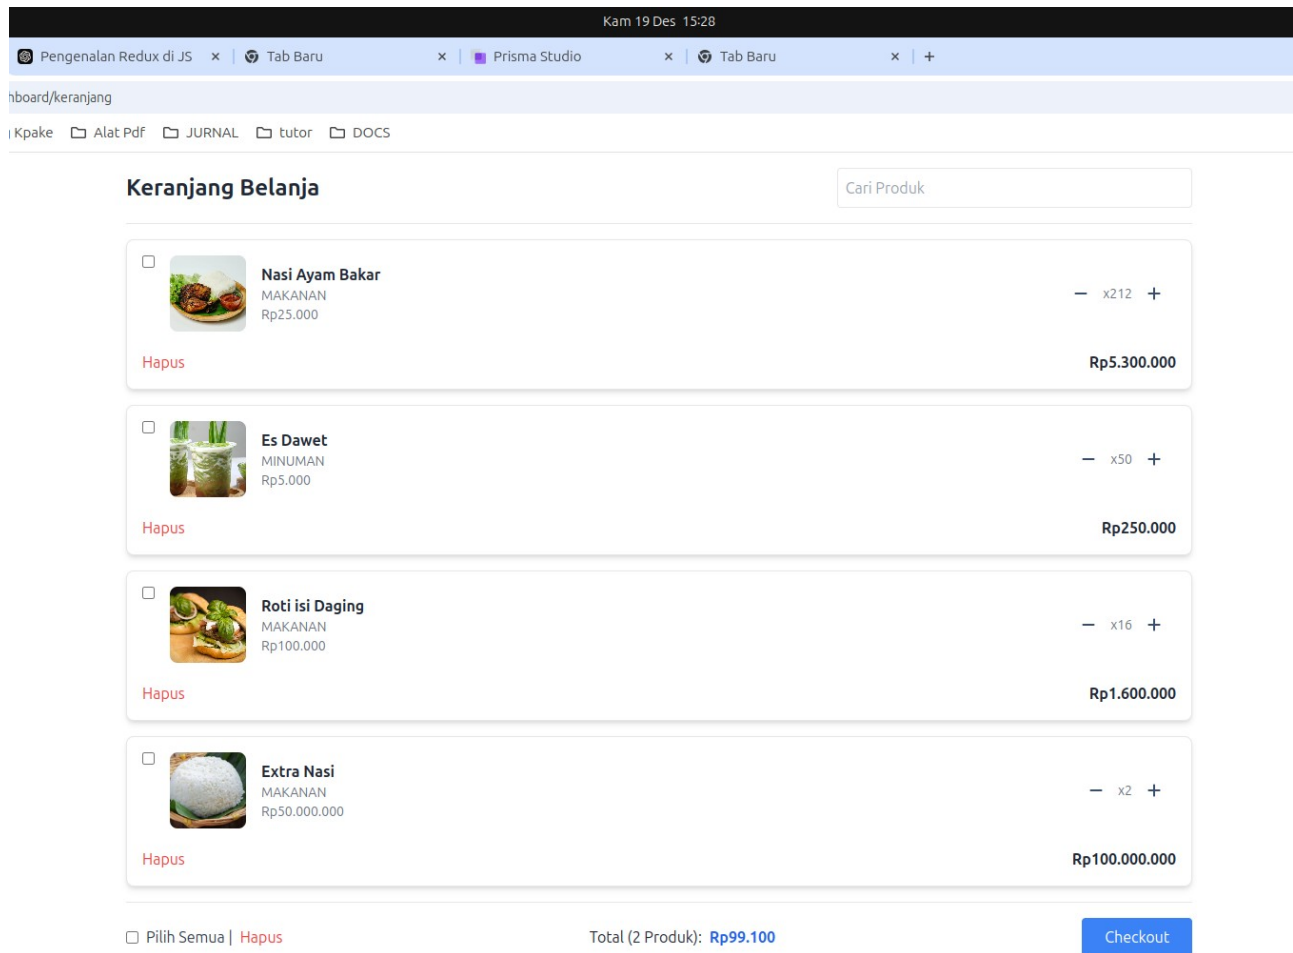 Kam 19 Des 15:28
Pengenalan Redux di JS × Tab Baru × Prisma Studio × Tab Baru × +
hboard/keranjang
Kpake Alat Pdf JURNAL tutor DOCS
Keranjang Belanja
Cari Produk
Nasi Ayam Bakar
MAKANAN
Rp25.000
− x212 +
Hapus
Rp5.300.000
Es Dawet
MINUMAN
Rp5.000
− x50 +
Hapus
Rp250.000
Roti isi Daging
MAKANAN
Rp100.000
− x16 +
Hapus
Rp1.600.000
Extra Nasi
MAKANAN
Rp50.000.000
− x2 +
Hapus
Rp100.000.000
Pilih Semua | Hapus
Total (2 Produk): Rp99.100
Checkout